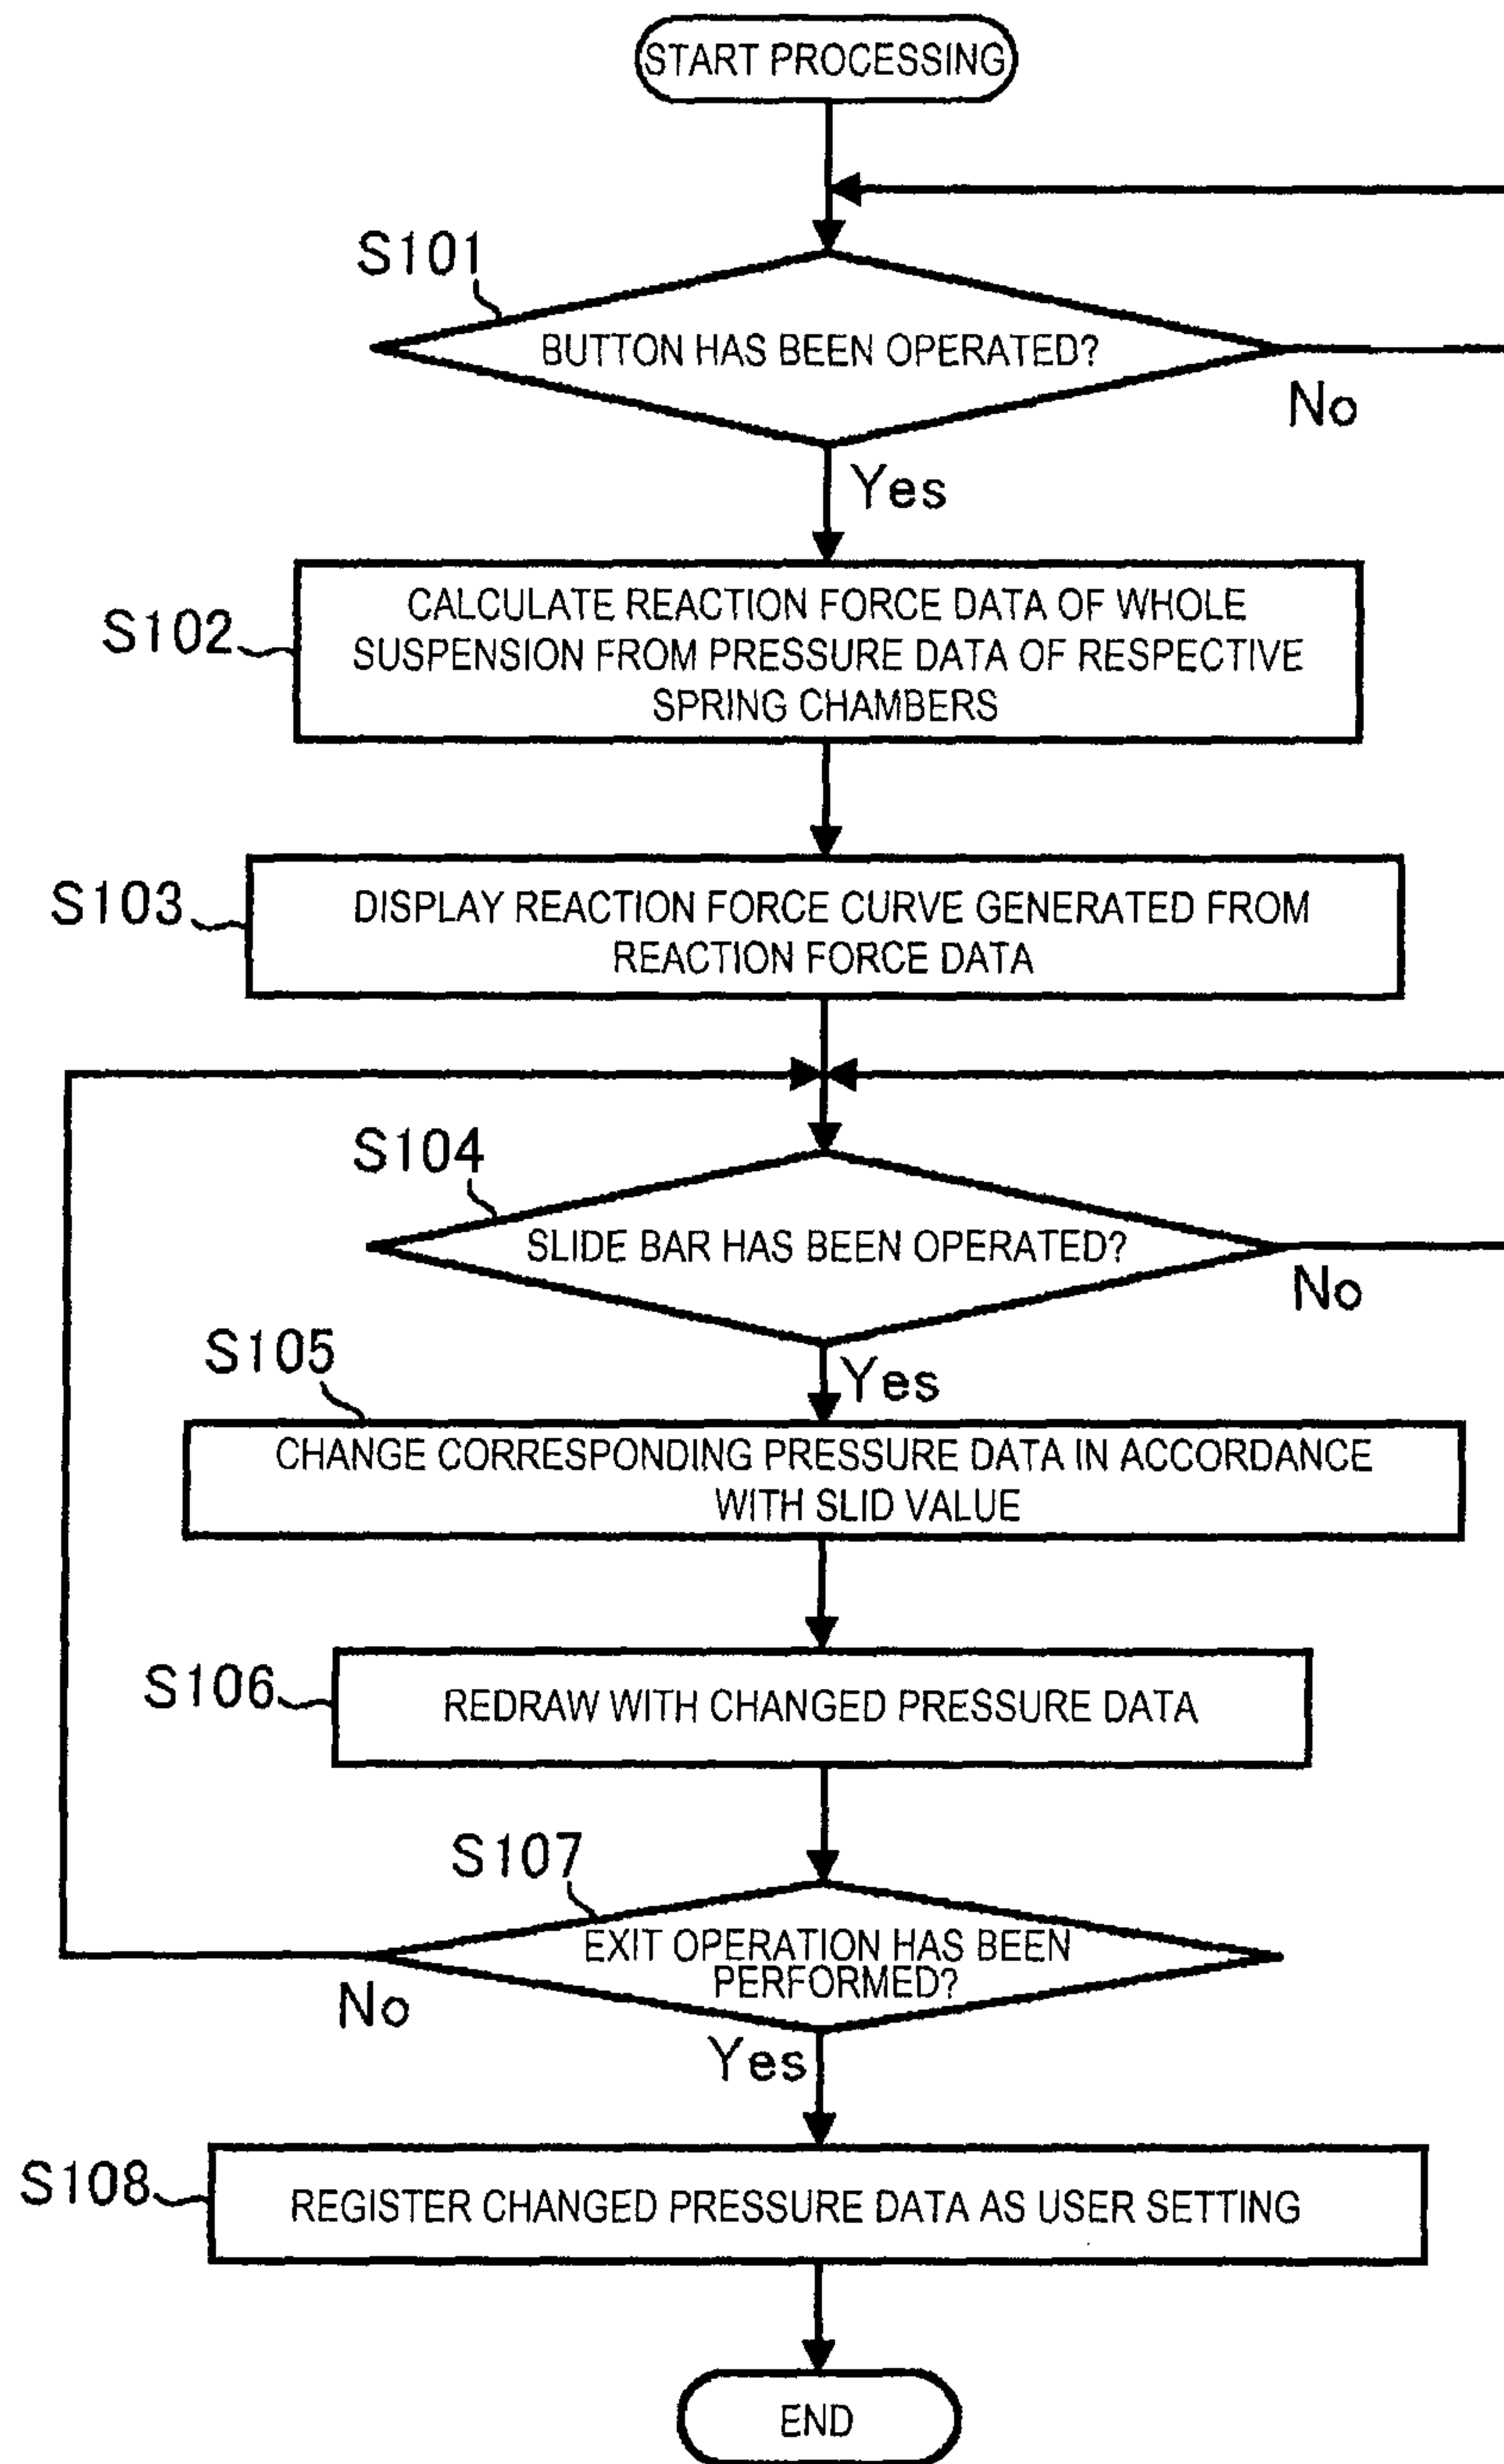 START PROCESSING
S101
BUTTON HAS BEEN OPERATED?
No
Yes
S102
CALCULATE REACTION FORCE DATA OF WHOLE
SUSPENSION FROM PRESSURE DATA OF RESPECTIVE
SPRING CHAMBERS
S103
DISPLAY REACTION FORCE CURVE GENERATED FROM
REACTION FORCE DATA
S104
SLIDE BAR HAS BEEN OPERATED?
No
Yes
S105
CHANGE CORRESPONDING PRESSURE DATA IN ACCORDANCE
WITH SLID VALUE
S106
REDRAW WITH CHANGED PRESSURE DATA
S107
EXIT OPERATION HAS BEEN
PERFORMED?
No
Yes
S108
REGISTER CHANGED PRESSURE DATA AS USER SETTING
END